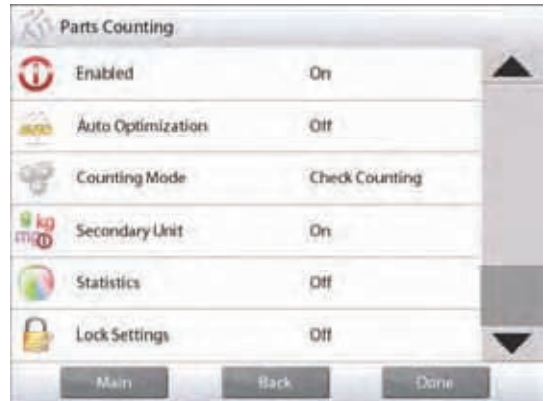 Parts Counting
Enabled On
Auto Optimization Off
Counting Mode Check Counting
kg
Secondary Unit On
Statistics Off
Lock Settings Off
Main Back Done